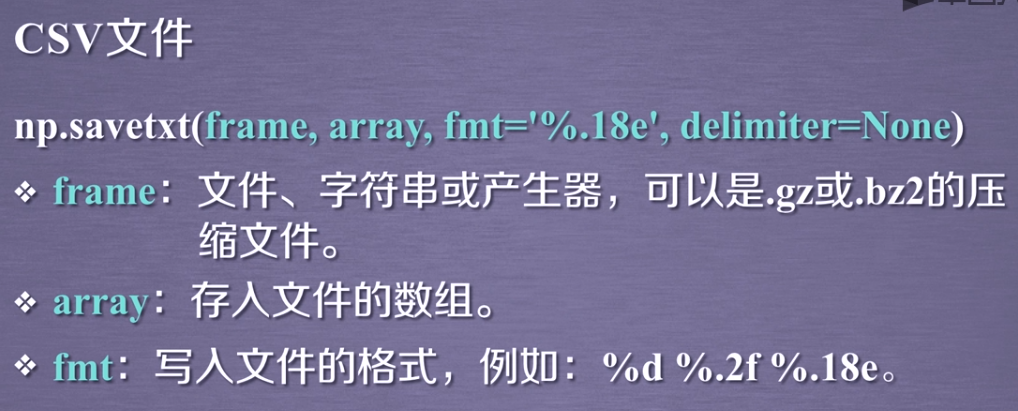 CSV文件
np.savetxt(frame, array, fmt='%.18e', delimiter=None)
❖ frame：文件、字符串或产生器，可以是.gz或.bz2的压
缩文件。
❖ array：存入文件的数组。
❖ fmt：写入文件的格式，例如：%d %.2f %.18e。